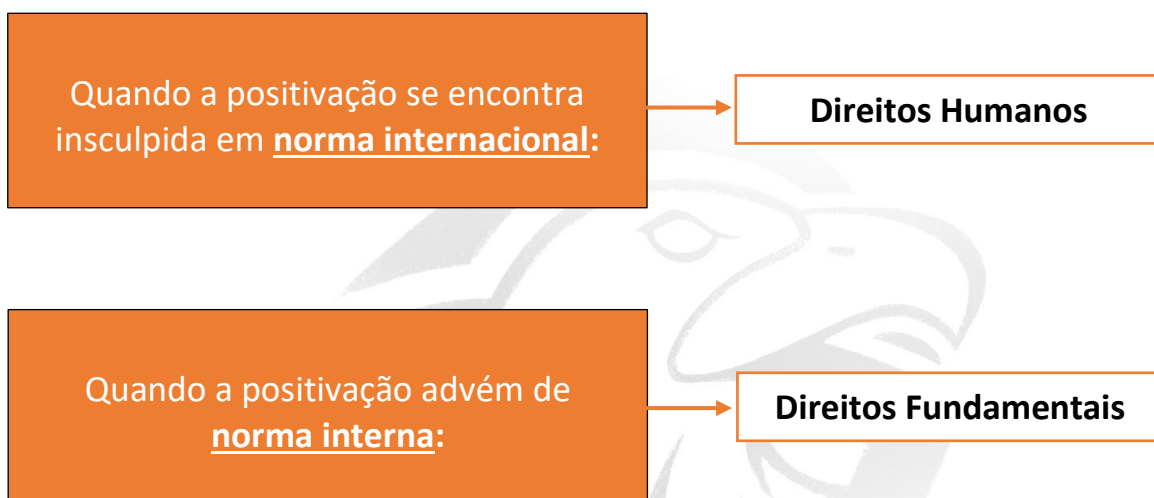 Quando a positivação se encontra
insculpida em norma internacional:
Direitos Humanos
Quando a positivação advém de
norma interna:
Direitos Fundamentais